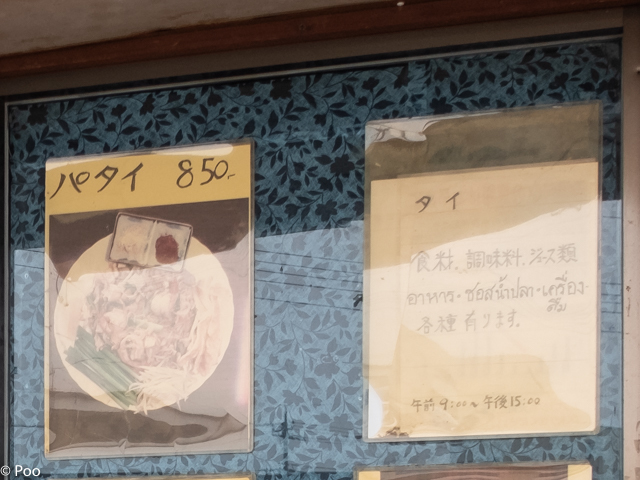 パタイ 850.-
タイ
食料、調味料、ジュース類
อาหาร・ซอสน้ำปลา・เครื่อง
ดื่ม
各種有ります。
午前9:00〜午後15:00
© Poo